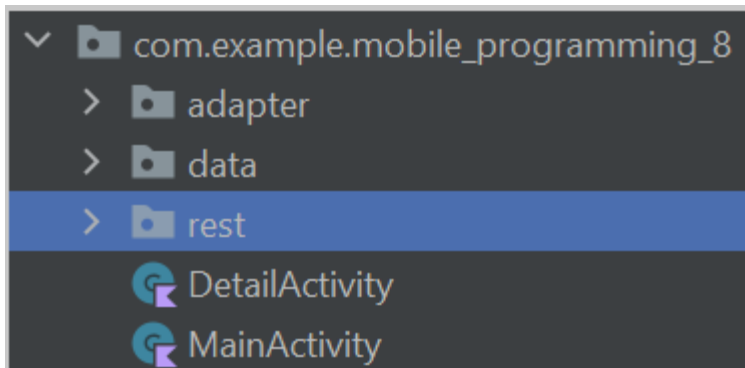 com.example.mobile_programming_8
adapter
data
rest
DetailActivity
MainActivity